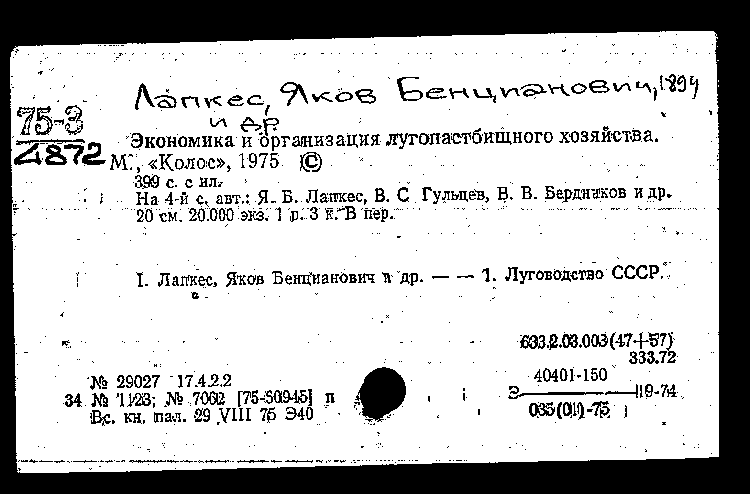 Лапкес, Яков Бенцианович, 1894
и др.
75-3
4872
Экономика и организация лугопастбищного хозяйства.
М., «Колос», 1975 ©
399 с. с ил.
На 4-й с. авт.: Я. Б. Лапкес, В. С. Гульцев, В. В. Бердников и др.
20 см. 20.000 экз. 1 р. 3 к. В пер.
I. Лапкес, Яков Бенцианович и др. — — 1. Луговодство СССР.
633.2.03.003(47+57)
333.72
№ 29027 17.4.2.2
40401-150
34 № 1123; № 7062 [75-50945] п
Э 119-74
035(01)-75
Вс. кн. пал. 29 VIII 75 Э40